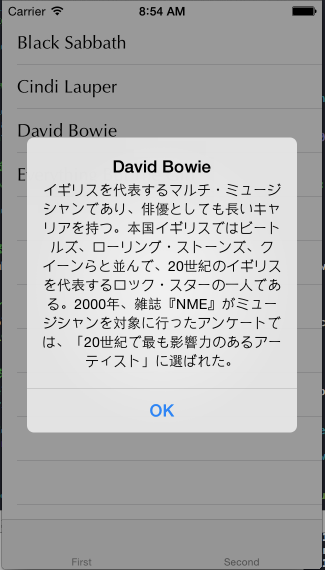 Carrier 8:54 AM
Black Sabbath
Cindi Lauper
David Bowie
E
David Bowie
イギリスを代表するマルチ・ミュージ
シャンであり、俳優としても長いキャ
リアを持つ。本国イギリスではビート
ルズ、ローリング・ストーンズ、ク
イーンらと並んで、20世紀のイギリス
を代表するロック・スターの一人であ
る。2000年、雑誌『NME』がミュー
ジシャンを対象に行ったアンケートで
は、「20世紀で最も影響力のあるアー
ティスト」に選ばれた。
OK
First Second